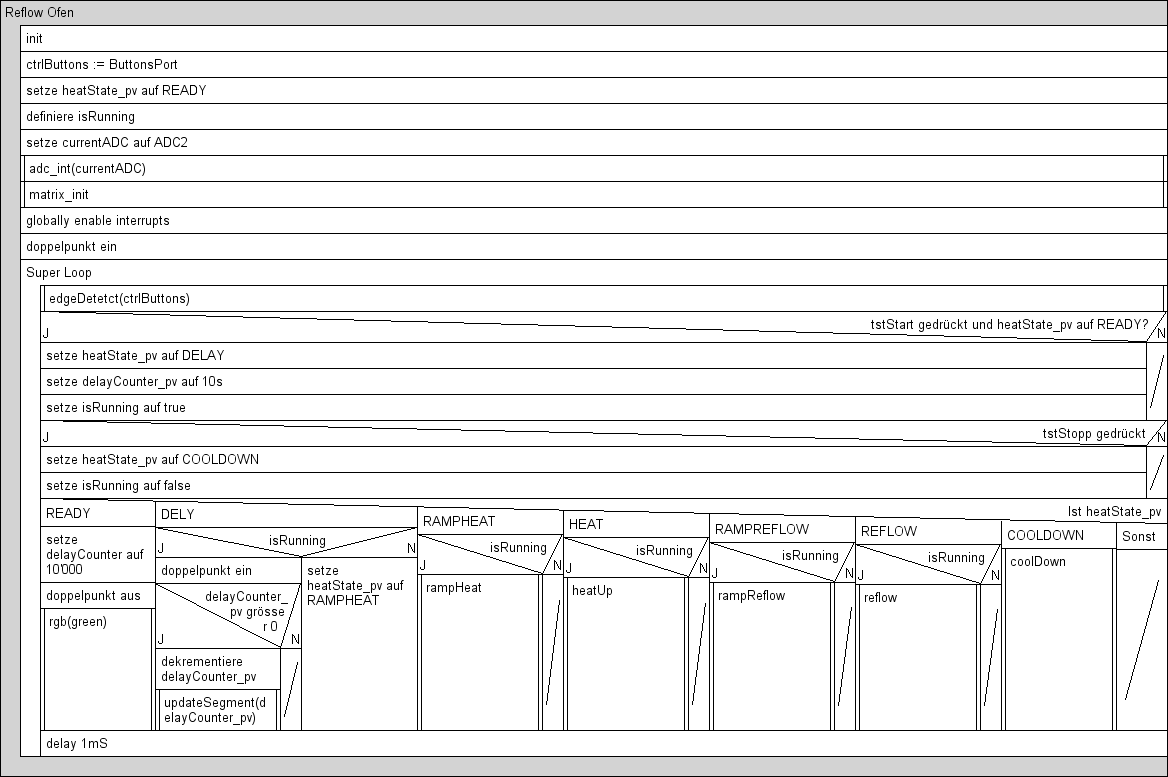 Reflow Ofen
init
ctrlButtons := ButtonsPort
setze heatState_pv auf READY
definiere isRunning
setze currentADC auf ADC2
adc_int(currentADC)
matrix_init
globally enable interrupts
doppelpunkt ein
Super Loop
edgeDetetct(ctrlButtons)
tstStart gedrückt und heatState_pv auf READY?
J
N
setze heatState_pv auf DELAY
setze delayCounter_pv auf 10s
setze isRunning auf true
tstStopp gedrückt
J
N
setze heatState_pv auf COOLDOWN
setze isRunning auf false
Ist heatState_pv
READY
setze
delayCounter auf
10'000
doppelpunkt aus
rgb(green)
DELY
isRunning
J
N
doppelpunkt ein
delayCounter_
pv grösse
r 0
J
N
dekrementiere
delayCounter_pv
updateSegment(d
elayCounter_pv)
setze
heatState_pv auf
RAMPHEAT
RAMPHEAT
isRunning
J
N
rampHeat
HEAT
isRunning
J
N
heatUp
RAMPREFLOW
isRunning
J
N
rampReflow
REFLOW
isRunning
J
N
reflow
COOLDOWN
coolDown
Sonst
delay 1mS